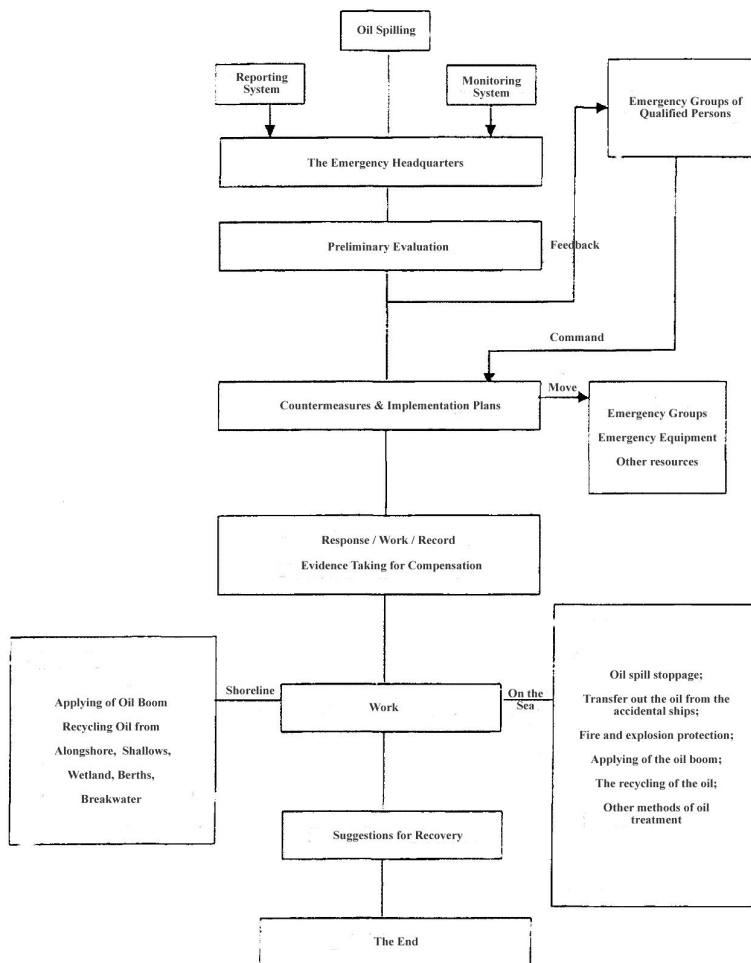 Oil Spilling
Reporting
System
Monitoring
System
Emergency Groups of
Qualified Persons
The Emergency Headquarters
Preliminary Evaluation
Feedback
Command
Countermeasures & Implementation Plans
Move
Emergency Groups
Emergency Equipment
Other resources
Response / Work / Record
Evidence Taking for Compensation
Applying of Oil Boom
Recycling Oil from
Alongshore, Shallows,
Wetland, Berths,
Breakwater
Shoreline
Work
On the
Sea
Oil spill stoppage;
Transfer out the oil from the
accidental ships;
Fire and explosion protection;
Applying of the oil boom;
The recycling of the oil;
Other methods of oil
treatment
Suggestions for Recovery
The End